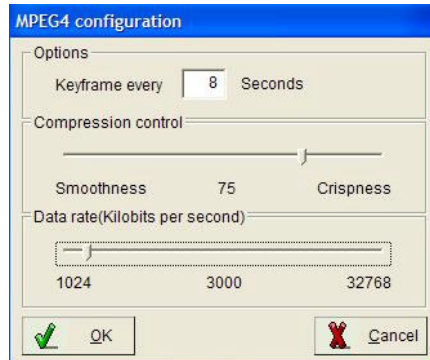 MPEG4 configuration
Options
Keyframe every 8 Seconds
Compression control
Smoothness 75 Crispness
Data rate(Kilobits per second)
1024 3000 32768
OK Cancel